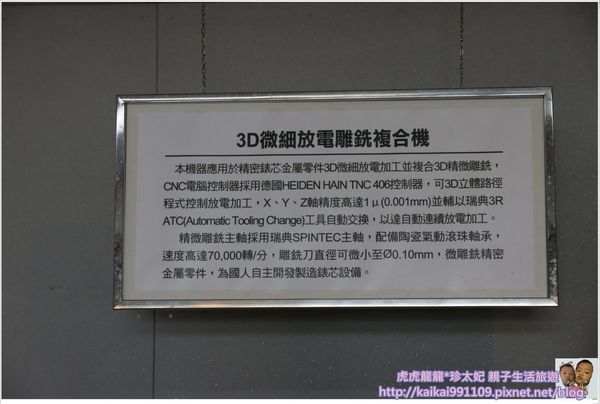 3D微細放電雕銑複合機
本機器應用於精密錶芯金屬零件3D微細放電加工並複合3D精微雕銑，
CNC電腦控制器採用德國HEIDEN HAIN TNC 406控制器，可3D立體路徑
程式控制放電加工，X、Y、Z軸精度高達1μ(0.001mm)並輔以瑞典3R
ATC(Automatic Tooling Change)工具自動交換，以達自動連續放電加工。
精微雕銑主軸採用瑞典SPINTEC主軸，配備陶瓷氣動滾珠軸承，
速度高達70,000轉/分，雕銑刀直徑可微小至Ø0.10mm，微雕銑精密
金屬零件，為國人自主開發製造錶芯設備。
虎虎龍龍*珍太妃 親子生活旅遊
http://kaikai991109.pixnet.net/blog